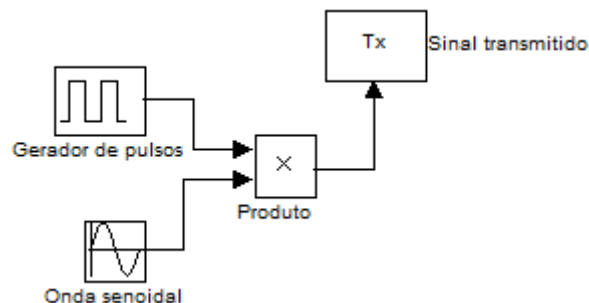 Tx
Sinal transmitido
Gerador de pulsos
×
Produto
Onda senoidal